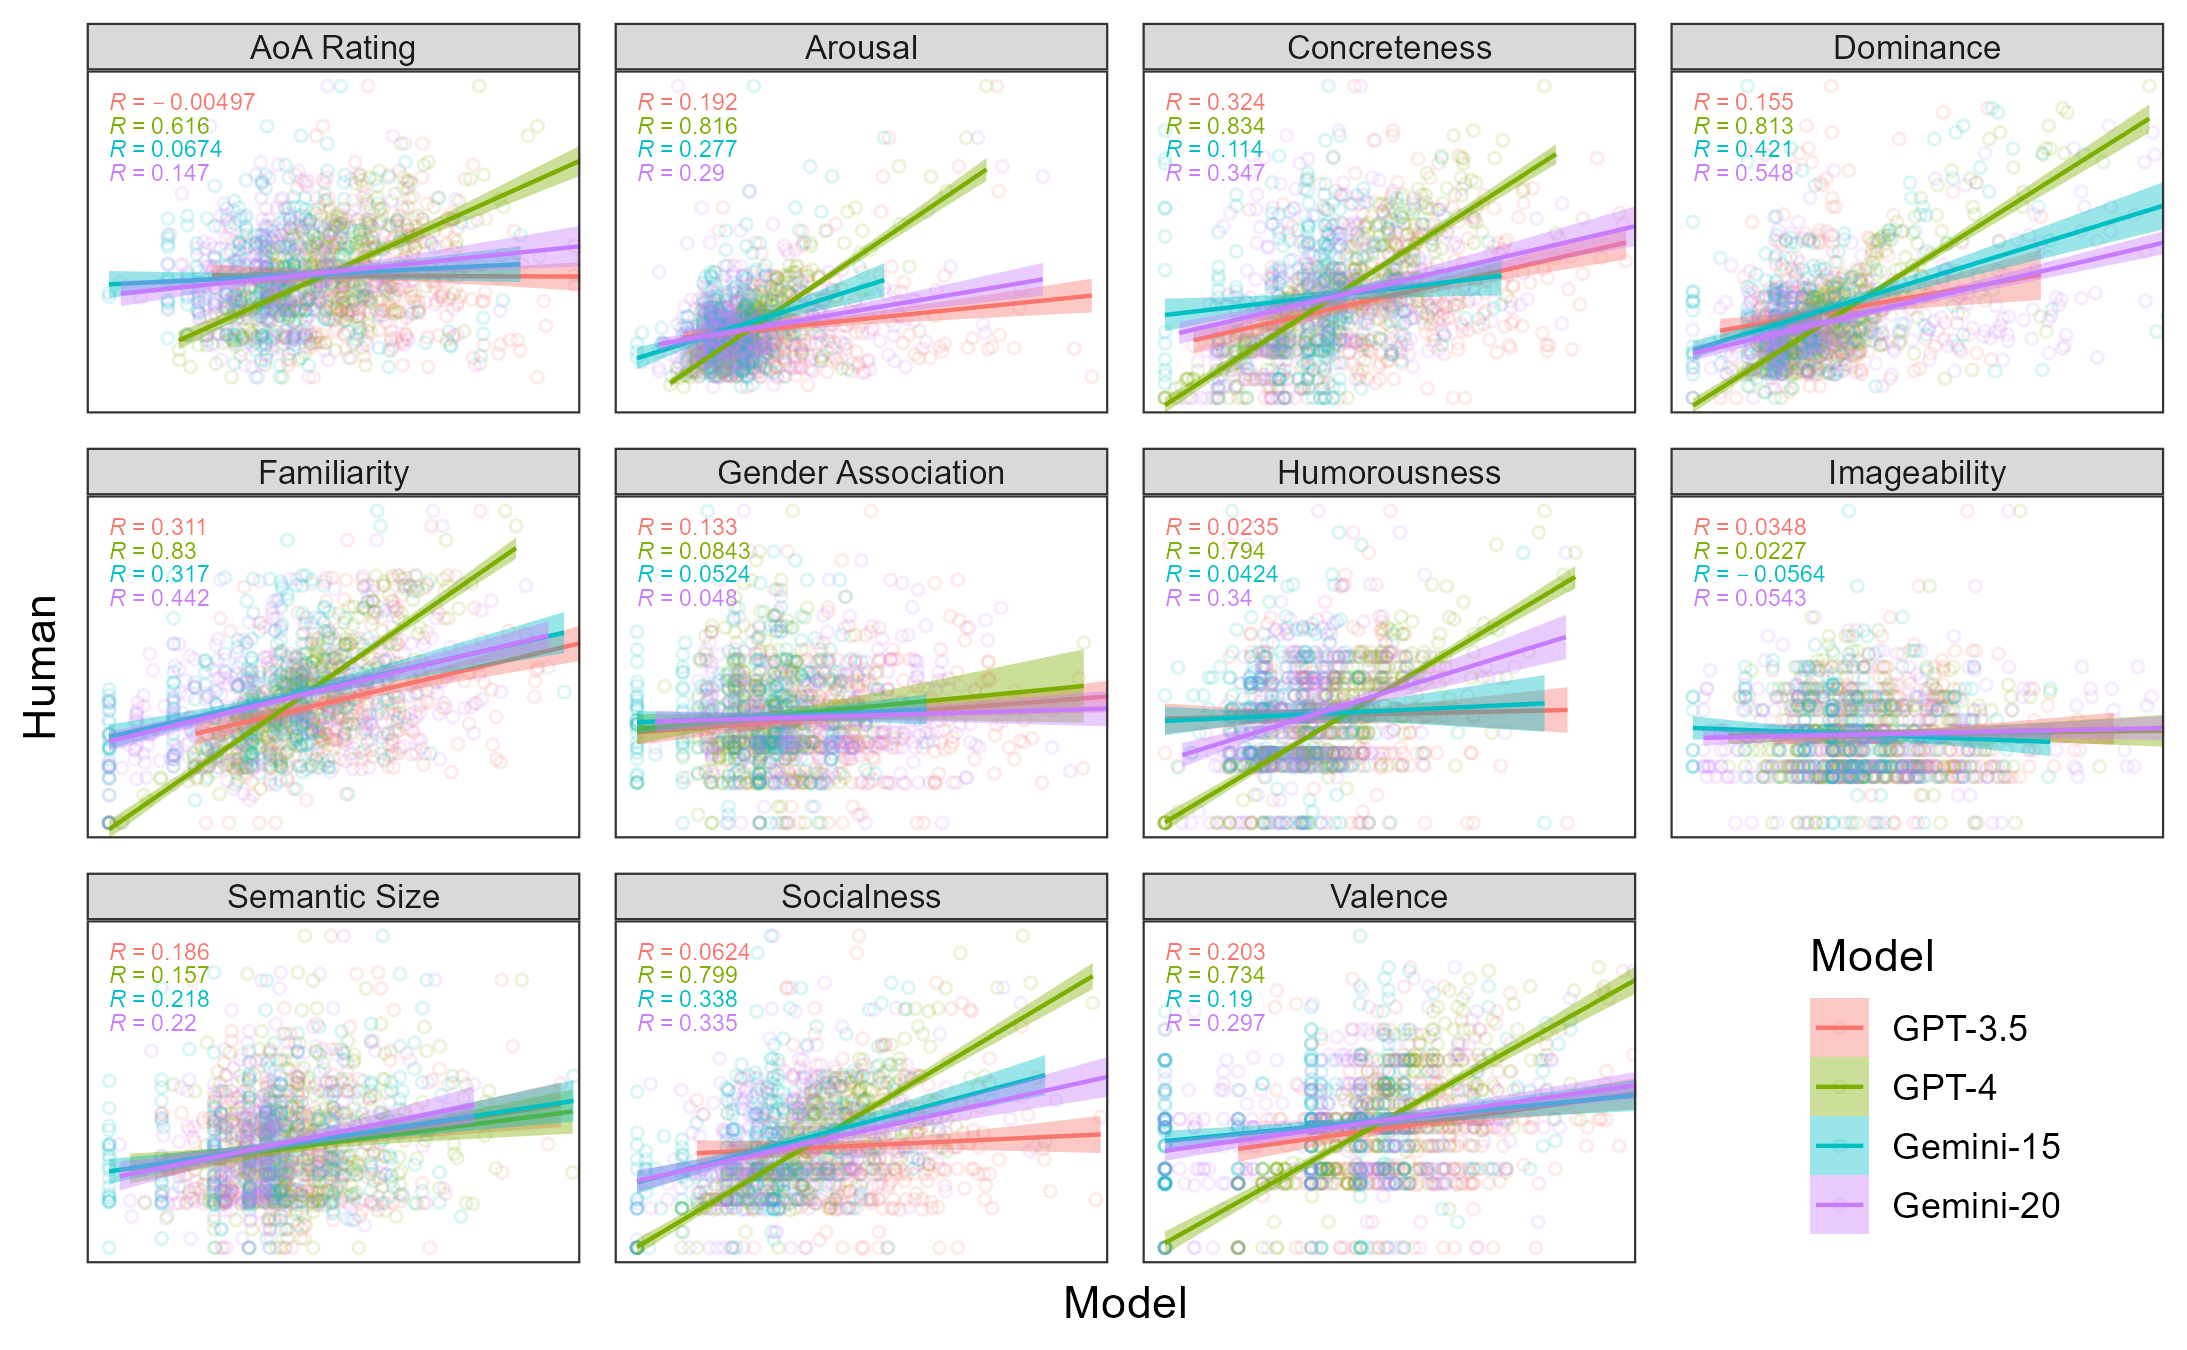 AoA Rating
R = − 0.00497
R = 0.616
R = 0.0674
R = 0.147
Arousal
R = 0.192
R = 0.816
R = 0.277
R = 0.29
Concreteness
R = 0.324
R = 0.834
R = 0.114
R = 0.347
Dominance
R = 0.155
R = 0.813
R = 0.421
R = 0.548
Familiarity
R = 0.311
R = 0.83
R = 0.317
R = 0.442
Gender Association
R = 0.133
R = 0.0843
R = 0.0524
R = 0.048
Humorousness
R = 0.0235
R = 0.794
R = 0.0424
R = 0.34
Imageability
R = 0.0348
R = 0.0227
R = − 0.0564
R = 0.0543
Semantic Size
R = 0.186
R = 0.157
R = 0.218
R = 0.22
Socialness
R = 0.0624
R = 0.799
R = 0.338
R = 0.335
Valence
R = 0.203
R = 0.734
R = 0.19
R = 0.297
Human
Model
Model
GPT-3.5
GPT-4
Gemini-15
Gemini-20